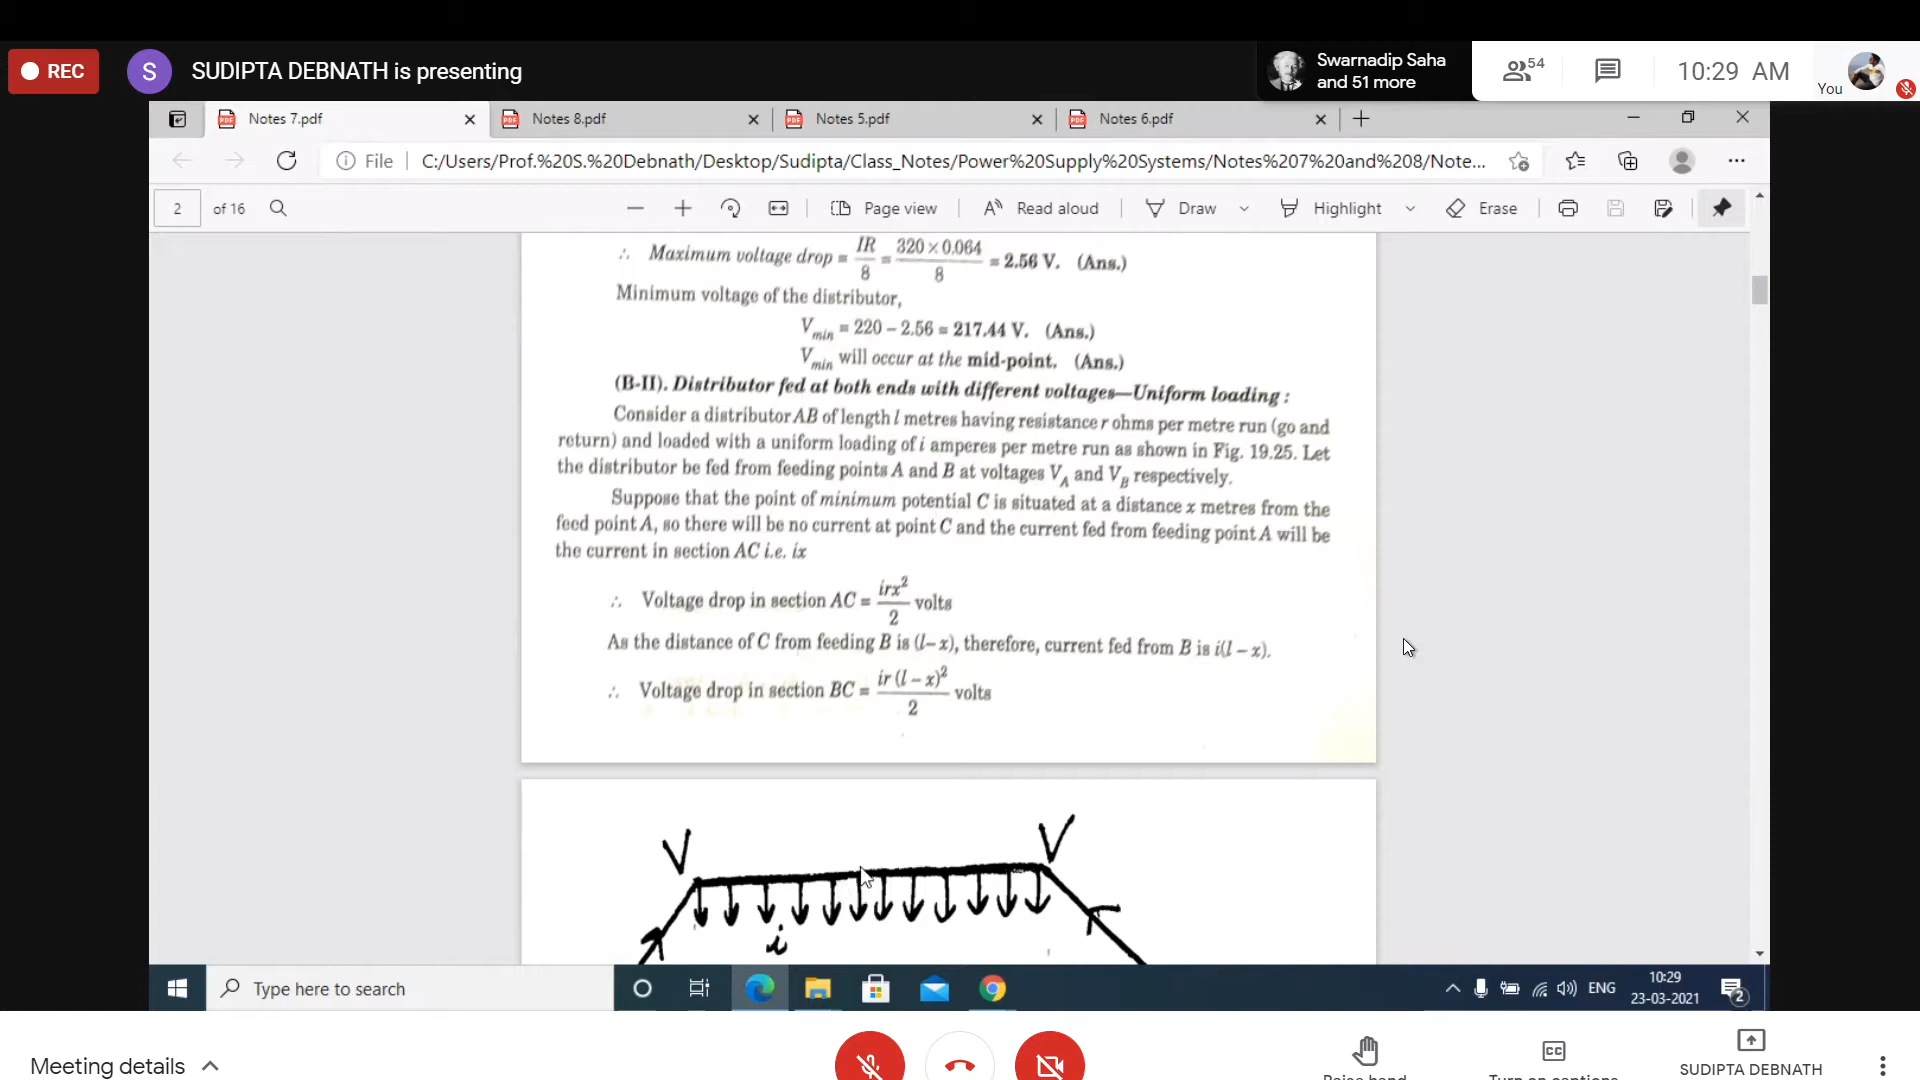 REC
S
SUDIPTA DEBNATH is presenting
Swarnadip Saha
and 51 more
54
10:29 AM
You
Notes 7.pdf
Notes 8.pdf
Notes 5.pdf
Notes 6.pdf
File
C:/Users/Prof.%20S.%20Debnath/Desktop/Sudipta/Class_Notes/Power%20Supply%20Systems/Notes%207%20and%208/Note...
2 of 16
Page view
Read aloud
Draw
Highlight
Erase
∴ Maximum voltage drop = IR/8 = 320 × 0.064/8 = 2.56 V. (Ans.)
Minimum voltage of the distributor,
Vmin = 220 – 2.56 = 217.44 V. (Ans.)
Vmin will occur at the mid-point. (Ans.)
(B-II). Distributor fed at both ends with different voltages—Uniform loading :
Consider a distributor AB of length l metres having resistance r ohms per metre run (go and
return) and loaded with a uniform loading of i amperes per metre run as shown in Fig. 19.25. Let
the distributor be fed from feeding points A and B at voltages VA and VB respectively.
Suppose that the point of minimum potential C is situated at a distance x metres from the
feed point A, so there will be no current at point C and the current fed from feeding point A will be
the current in section AC i.e. ix
∴ Voltage drop in section AC = irx²/2 volts
As the distance of C from feeding B is (l – x), therefore, current fed from B is i(l – x).
∴ Voltage drop in section BC = ir (l – x)²/2 volts
V
V
i
Type here to search
ENG
10:29
23-03-2021
2
Meeting details
Raise hand
Turn on captions
SUDIPTA DEBNATH